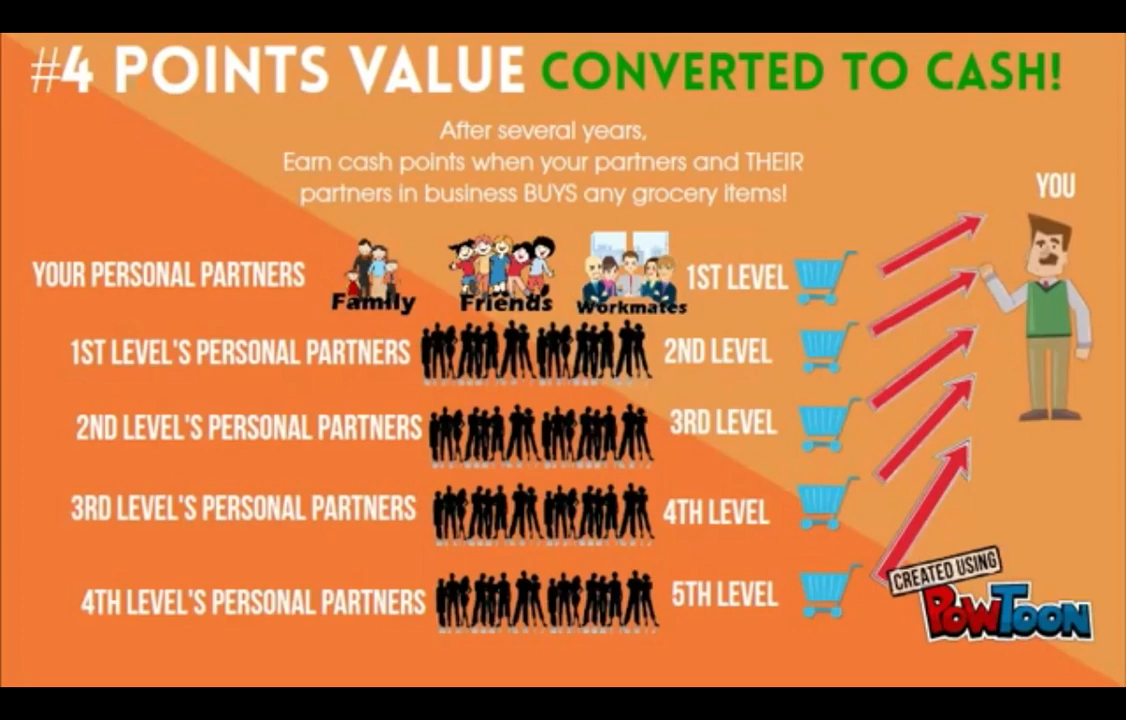 #4 POINTS VALUE CONVERTED TO CASH!
After several years,
Earn cash points when your partners and THEIR
partners in business BUYS any grocery items!
YOU
YOUR PERSONAL PARTNERS
Family
Friends
Workmates
1ST LEVEL
1ST LEVEL'S PERSONAL PARTNERS
2ND LEVEL
2ND LEVEL'S PERSONAL PARTNERS
3RD LEVEL
3RD LEVEL'S PERSONAL PARTNERS
4TH LEVEL
4TH LEVEL'S PERSONAL PARTNERS
5TH LEVEL
CREATED USING
POWTOON